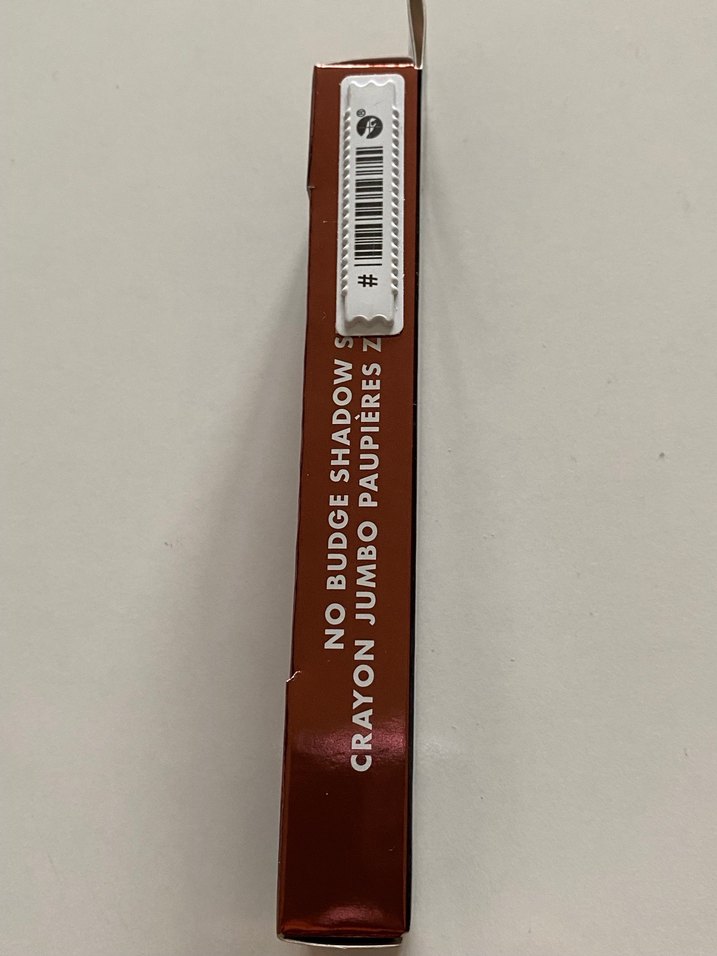 NO BUDGE SHADOW S
CRAYON JUMBO PAUPIÈRES Z
#